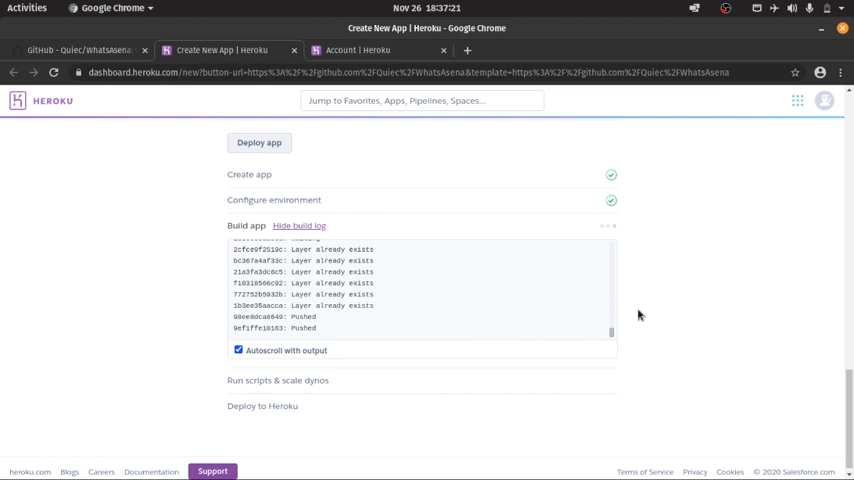 Activities
Google Chrome
Nov 26 18:37:21
Create New App | Heroku - Google Chrome
GitHub - Quiec/WhatsAsena:
Create New App | Heroku
Account | Heroku
dashboard.heroku.com/new?button-url=https%3A%2F%2Fgithub.com%2FQuiec%2FWhatsAsena&template=https%3A%2F%2Fgithub.com%2FQuiec%2FWhatsAsena
HEROKU
Jump to Favorites, Apps, Pipelines, Spaces...
Deploy app
Create app
Configure environment
Build app Hide build log
2cfce9f2519c: Layer already exists
bc367a4af33c: Layer already exists
21a3fa3dc6c5: Layer already exists
f10310566c92: Layer already exists
772752b5932b: Layer already exists
1b3ee35aacca: Layer already exists
98ee8dca8649: Pushed
9ef1ffe10163: Pushed
Autoscroll with output
Run scripts & scale dynos
Deploy to Heroku
heroku.com Blogs Careers Documentation Support Terms of Service Privacy Cookies © 2020 Salesforce.com